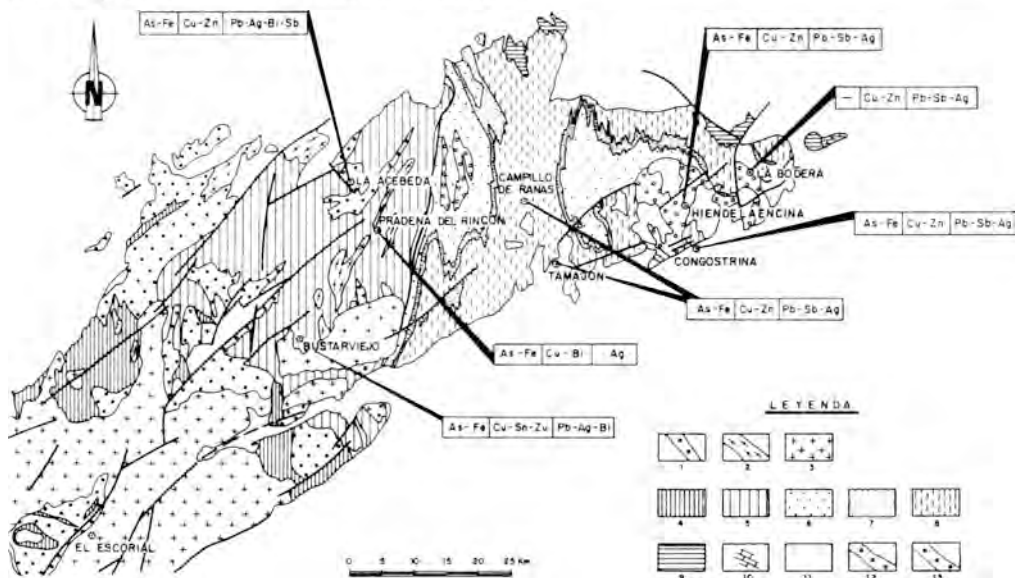 As-Fe Cu-Zn Pb-Ag-Bi-Sb
As-Fe Cu-Zn Pb-Sb-Ag
— Cu-Zn Pb-Sb-Ag
N
LA ACEBEDA
CAMPILLO
DE RANAS
LA BODERA
HIENDELAENCINA
PRADENA DEL RINCON
As-Fe Cu-Zn Pb-Sb-Ag
CONGOSTRINA
TAMAJON
As-Fe Cu-Zn Pb-Sb-Ag
BUSTARVIEJO
As-Fe Cu-Bi - Ag
LEYENDA
As-Fe Cu-Sn-Zu Pb-Ag-Bi
1 2 3
4 5 6 7 8
EL ESCORIAL
0 5 10 15 20 25 Km
9 10 11 12 13